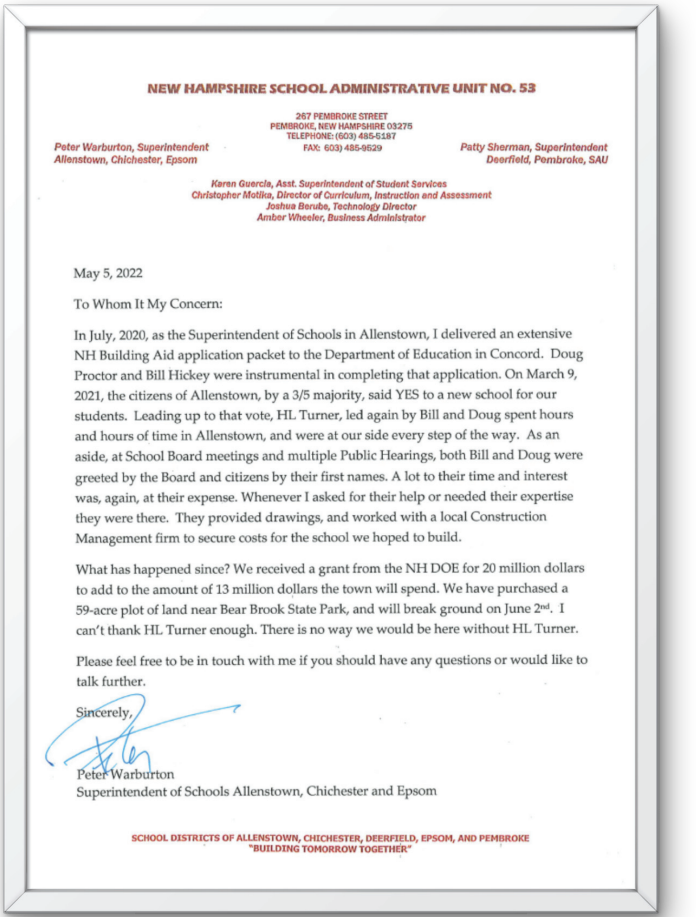 NEW HAMPSHIRE SCHOOL ADMINISTRATIVE UNIT NO. 53
267 PEMBROKE STREET
PEMBROKE, NEW HAMPSHIRE 03275
TELEPHONE: (603) 485-5187
FAX: 603) 485-9529
Peter Warburton, Superintendent
Allenstown, Chichester, Epsom
Patty Sherman, Superintendent
Deerfield, Pembroke, SAU
Karen Guercia, Asst. Superintendent of Student Services
Christopher Motika, Director of Curriculum, Instruction and Assessment
Joshua Berube, Technology Director
Amber Wheeler, Business Administrator
May 5, 2022
To Whom It My Concern:
In July, 2020, as the Superintendent of Schools in Allenstown, I delivered an extensive
NH Building Aid application packet to the Department of Education in Concord. Doug
Proctor and Bill Hickey were instrumental in completing that application. On March 9,
2021, the citizens of Allenstown, by a 3/5 majority, said YES to a new school for our
students. Leading up to that vote, HL Turner, led again by Bill and Doug spent hours
and hours of time in Allenstown, and were at our side every step of the way. As an
aside, at School Board meetings and multiple Public Hearings, both Bill and Doug were
greeted by the Board and citizens by their first names. A lot to their time and interest
was, again, at their expense. Whenever I asked for their help or needed their expertise
they were there. They provided drawings, and worked with a local Construction
Management firm to secure costs for the school we hoped to build.
What has happened since? We received a grant from the NH DOE for 20 million dollars
to add to the amount of 13 million dollars the town will spend. We have purchased a
59-acre plot of land near Bear Brook State Park, and will break ground on June 2nd. I
can't thank HL Turner enough. There is no way we would be here without HL Turner.
Please feel free to be in touch with me if you should have any questions or would like to
talk further.
Sincerely,
Peter
Peter Warburton
Superintendent of Schools Allenstown, Chichester and Epsom
SCHOOL DISTRICTS OF ALLENSTOWN, CHICHESTER, DEERFIELD, EPSOM, AND PEMBROKE
"BUILDING TOMORROW TOGETHER"